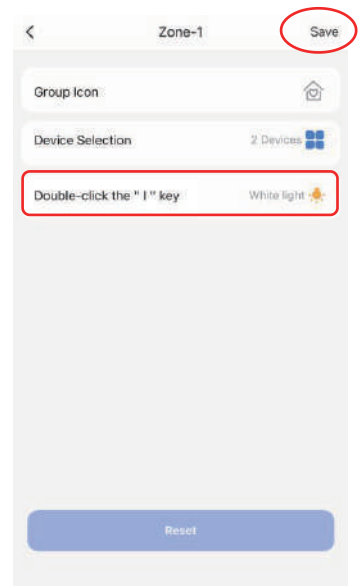 Zone-1
Save
Group Icon
Device Selection
2 Devices
Double-click the " I " key
White light
Reset